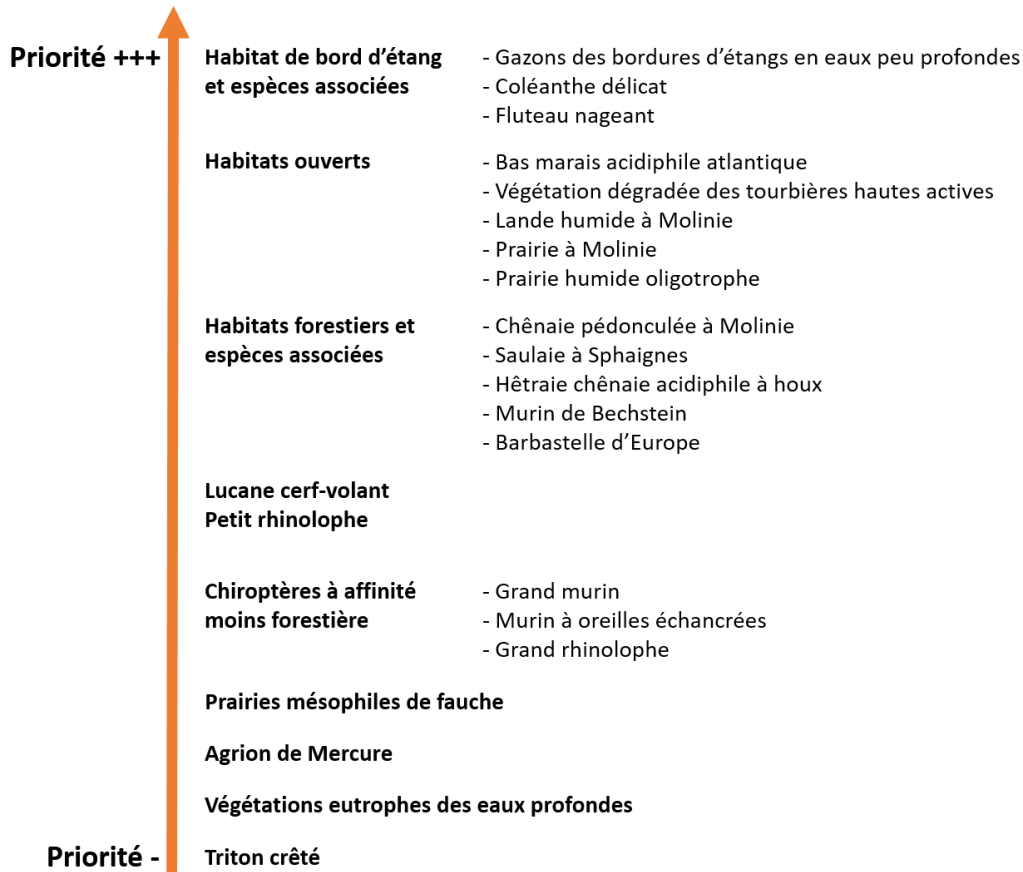 Priorité +++
Habitat de bord d’étang
et espèces associées
- Gazons des bordures d’étangs en eaux peu profondes
- Coléanthe délicat
- Fluteau nageant
Habitats ouverts
- Bas marais acidiphile atlantique
- Végétation dégradée des tourbières hautes actives
- Lande humide à Molinie
- Prairie à Molinie
- Prairie humide oligotrophe
Habitats forestiers et
espèces associées
- Chênaie pédonculée à Molinie
- Saulaie à Sphaignes
- Hêtraie chênaie acidiphile à houx
- Murin de Bechstein
- Barbastelle d’Europe
Lucane cerf-volant
Petit rhinolophe
Chiroptères à affinité
moins forestière
- Grand murin
- Murin à oreilles échancrées
- Grand rhinolophe
Prairies mésophiles de fauche
Agrion de Mercure
Végétations eutrophes des eaux profondes
Priorité -
Triton crêté